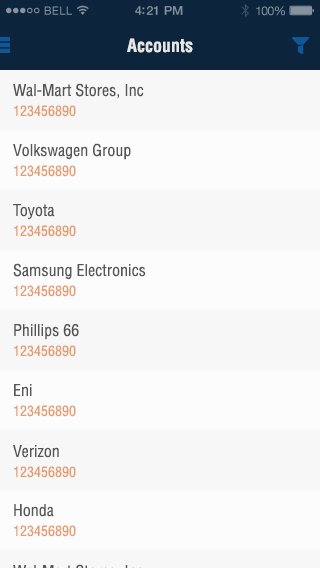 BELL 4:21 PM 100%
Accounts
Wal-Mart Stores, Inc
123456890
Volkswagen Group
123456890
Toyota
123456890
Samsung Electronics
123456890
Phillips 66
123456890
Eni
123456890
Verizon
123456890
Honda
123456890